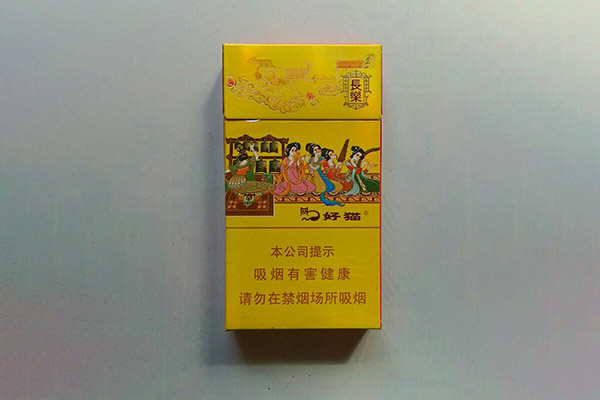 長樂
好猫®
本公司提示
吸烟有害健康
请勿在禁烟场所吸烟